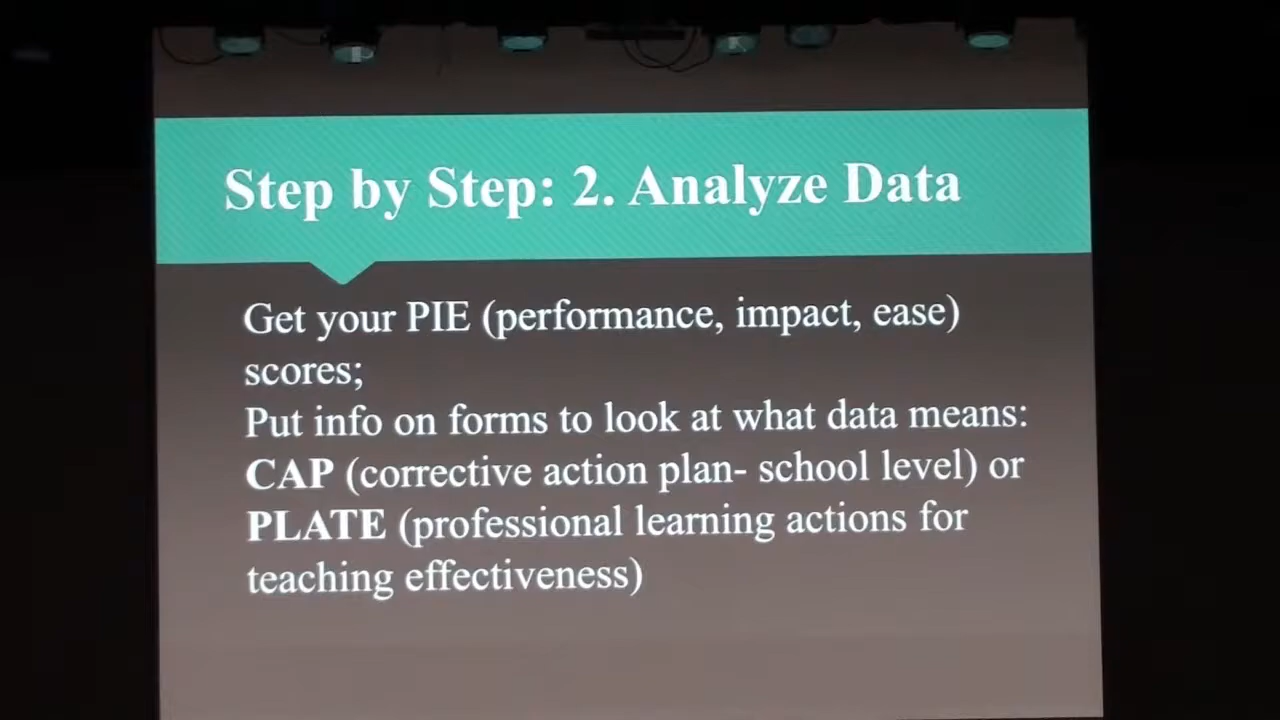 Step by Step: 2. Analyze Data
Get your PIE (performance, impact, ease)
scores;
Put info on forms to look at what data means:
CAP (corrective action plan- school level) or
PLATE (professional learning actions for
teaching effectiveness)